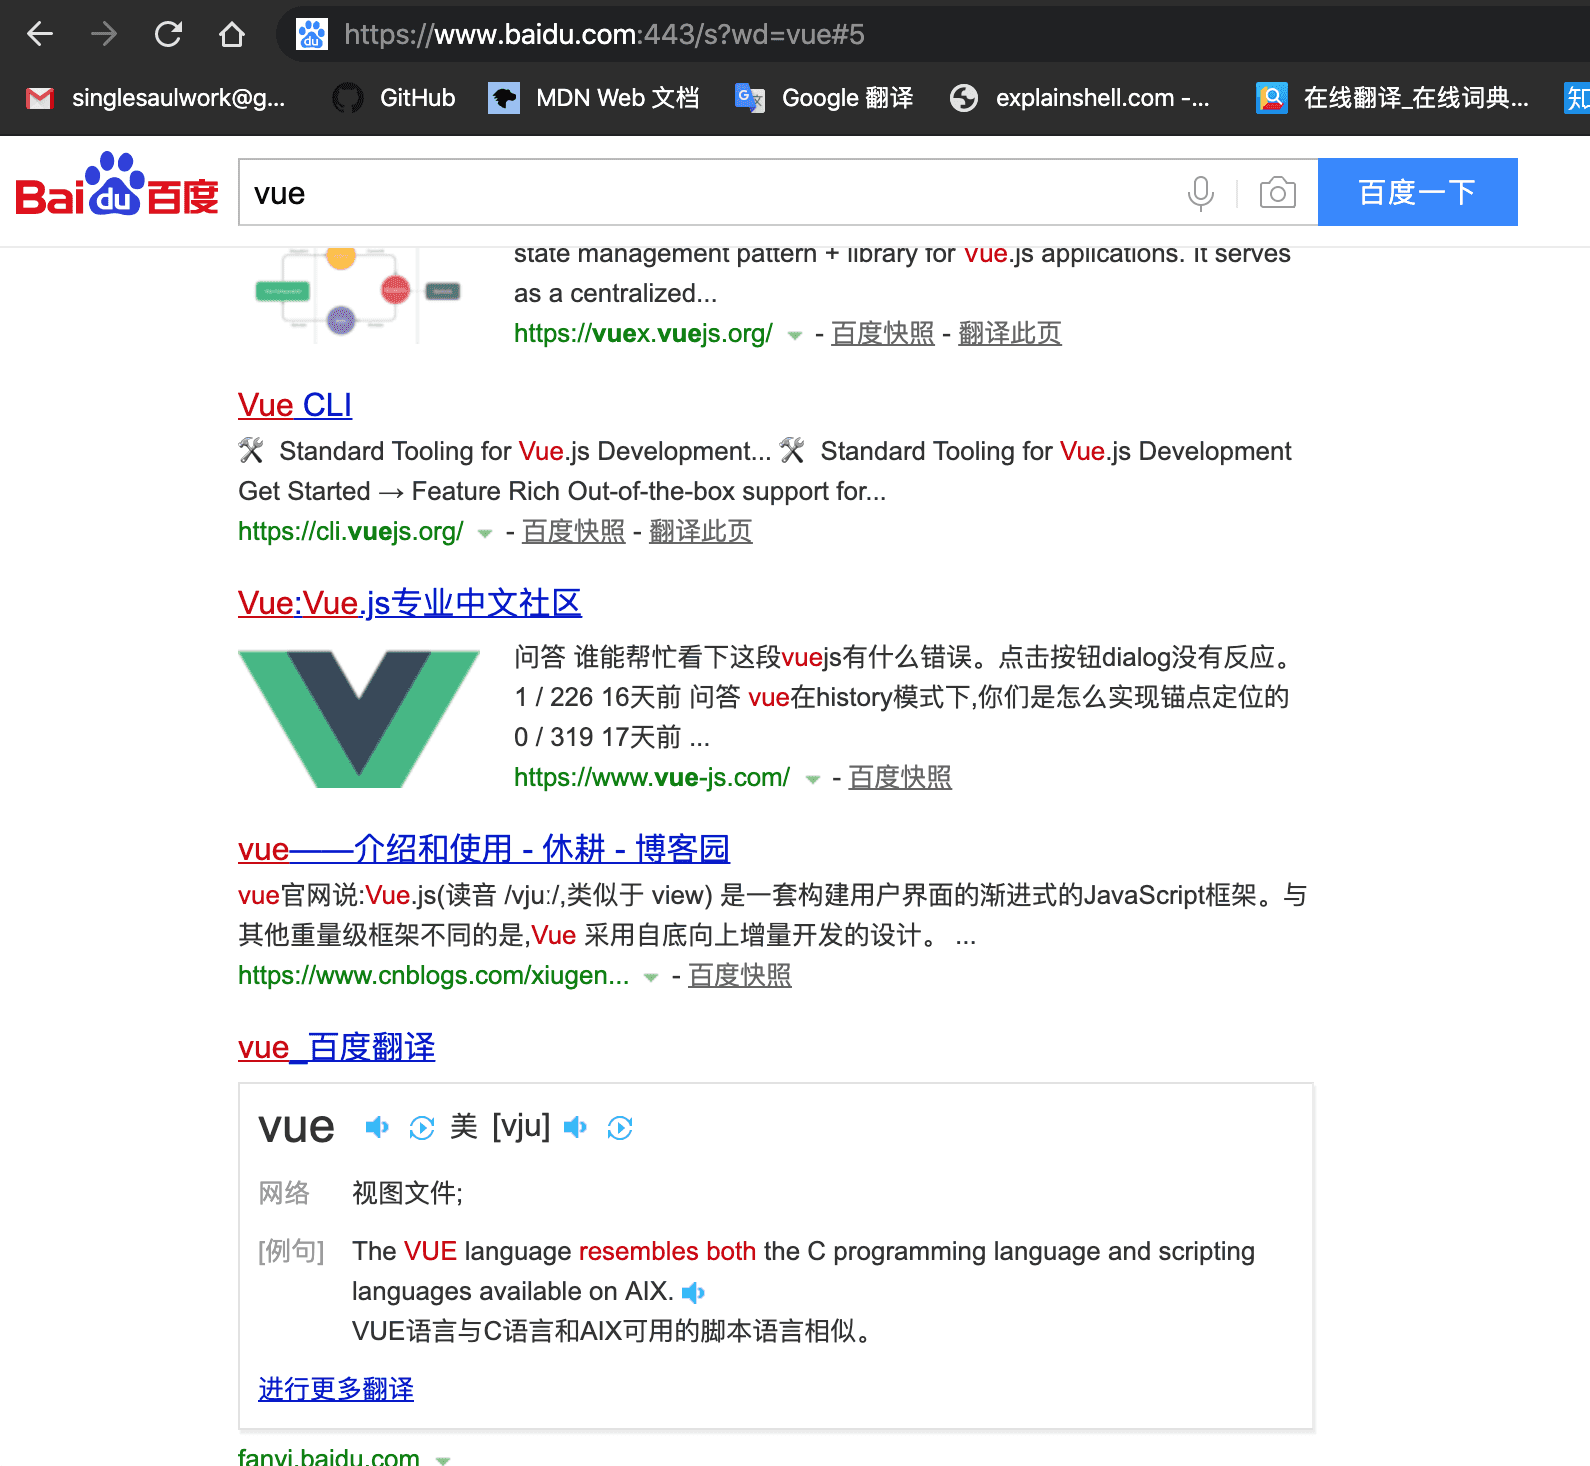 https://www.baidu.com:443/s?wd=vue#5
singlesaulwork@g... GitHub MDN Web 文档 Google 翻译 explainshell.com -... 在线翻译_在线词典... 知
Bai du 百度 vue 百度一下
state management pattern + library for Vue.js applications. It serves
as a centralized...
https://vuex.vuejs.org/ - 百度快照 - 翻译此页
Vue CLI
🛠 Standard Tooling for Vue.js Development... 🛠 Standard Tooling for Vue.js Development
Get Started → Feature Rich Out-of-the-box support for...
https://cli.vuejs.org/ - 百度快照 - 翻译此页
Vue:Vue.js专业中文社区
问答 谁能帮忙看下这段vuejs有什么错误。点击按钮dialog没有反应。
1 / 226 16天前 问答 vue在history模式下,你们是怎么实现锚点定位的
0 / 319 17天前 ...
https://www.vue-js.com/ - 百度快照
vue——介绍和使用 - 休耕 - 博客园
vue官网说:Vue.js(读音 /vjuː/,类似于 view) 是一套构建用户界面的渐进式的JavaScript框架。与
其他重量级框架不同的是,Vue 采用自底向上增量开发的设计。 ...
https://www.cnblogs.com/xiugen... - 百度快照
vue_百度翻译
vue 美 [vju]
网络 视图文件;
[例句] The VUE language resembles both the C programming language and scripting
languages available on AIX.
VUE语言与C语言和AIX可用的脚本语言相似。
进行更多翻译
fanyi.baidu.com